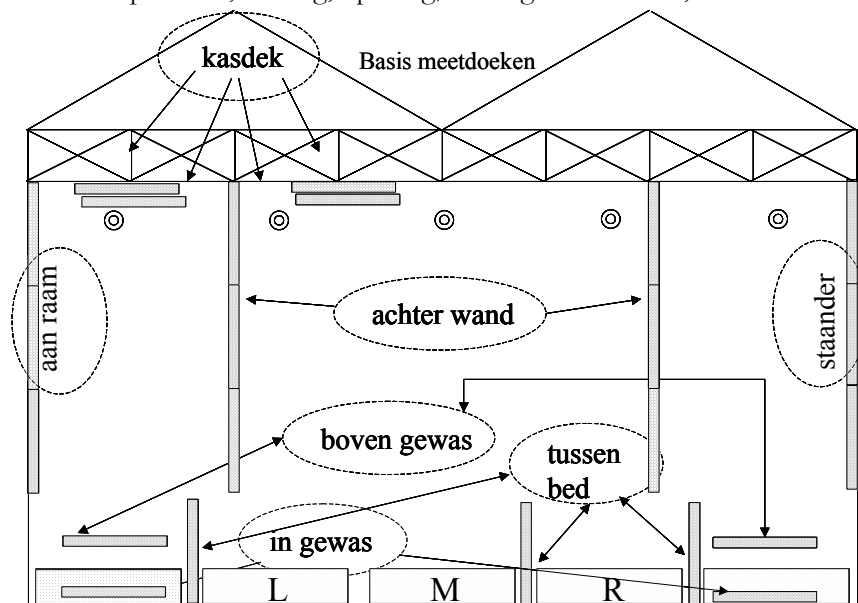 kasdek
Basis meetdoeken
aan raam
achter wand
staander
boven gewas
tussen
bed
in gewas
L
M
R